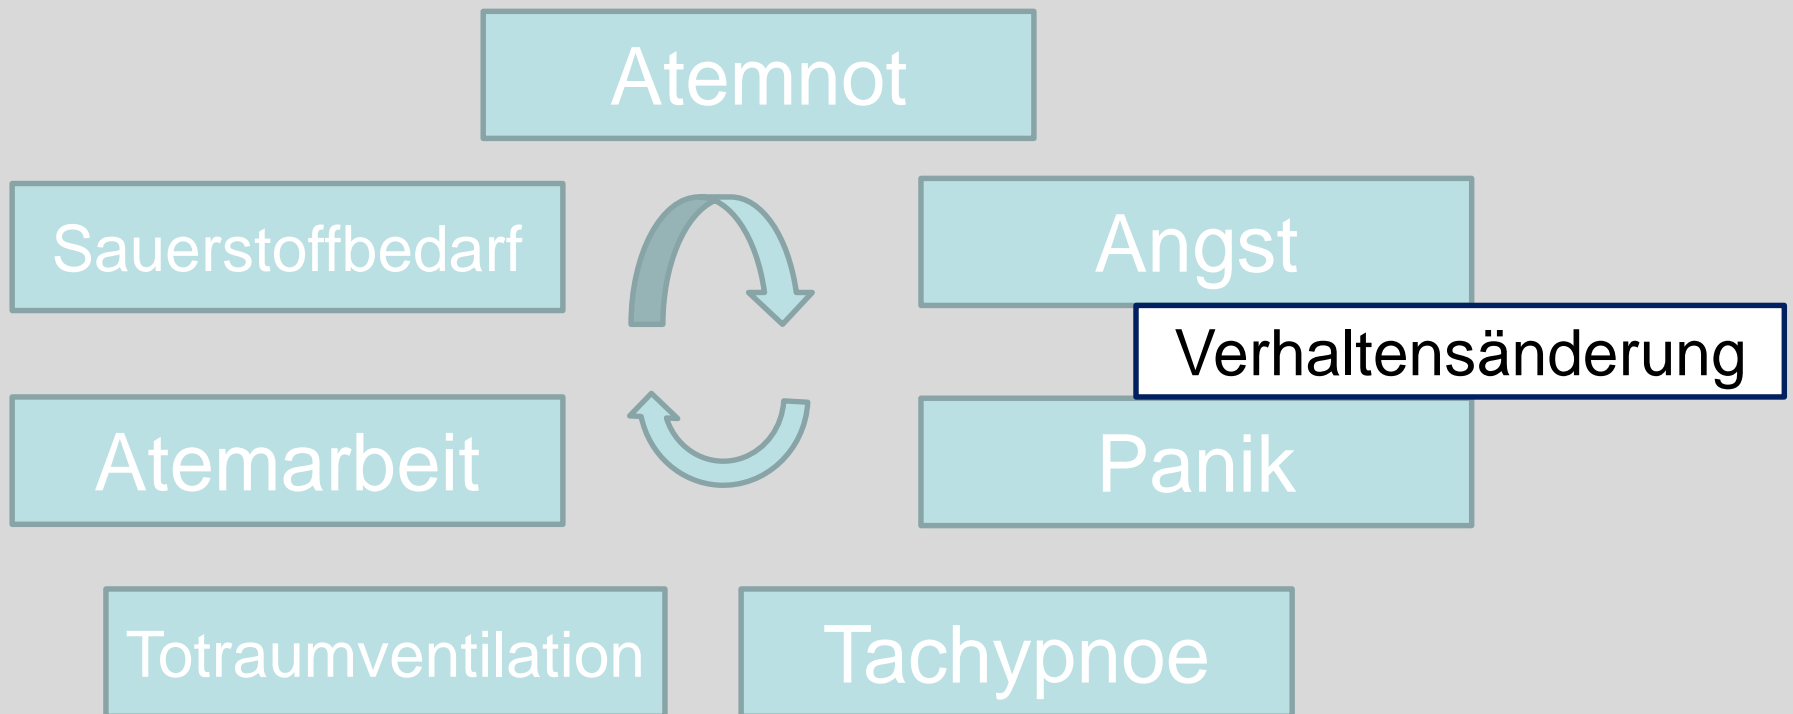 Atemnot
Sauerstoffbedarf
Angst
Verhaltensänderung
Atemarbeit
Panik
Totraumventilation
Tachypnoe